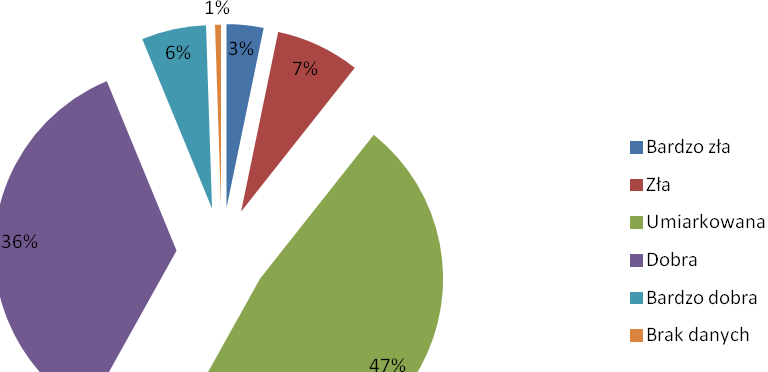 1%
6%
3%
7%
36%
47%
Bardzo zła
Zła
Umiarkowana
Dobra
Bardzo dobra
Brak danych